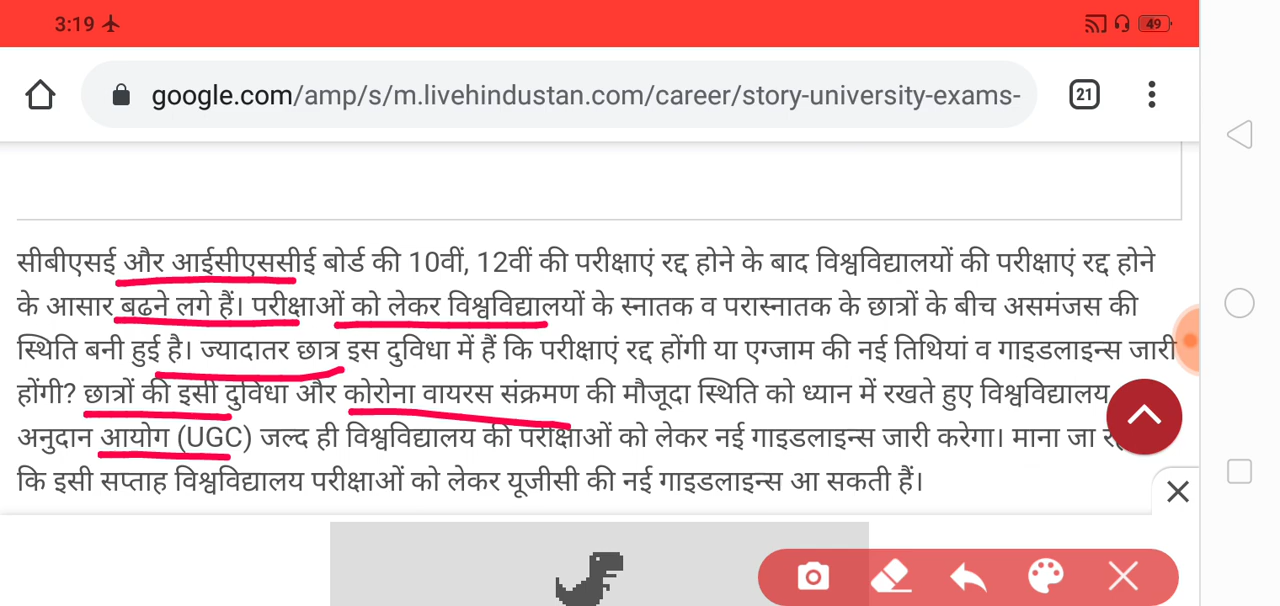 3:19
49
google.com/amp/s/m.livehindustan.com/career/story-university-exams-
21
सीबीएसई और आईसीएससीई बोर्ड की 10वीं, 12वीं की परीक्षाएं रद्द होने के बाद विश्वविद्यालयों की परीक्षाएं रद्द होने
के आसार बढने लगे हैं। परीक्षाओं को लेकर विश्वविद्यालयों के स्नातक व परास्नातक के छात्रों के बीच असमंजस की
स्थिति बनी हुई है। ज्यादातर छात्र इस दुविधा में हैं कि परीक्षाएं रद्द होंगी या एग्जाम की नई तिथियां व गाइडलाइन्स जारी
होंगी? छात्रों की इसी दुविधा और कोरोना वायरस संक्रमण की मौजूदा स्थिति को ध्यान में रखते हुए विश्वविद्यालय
अनुदान आयोग (UGC) जल्द ही विश्वविद्यालय की परीक्षाओं को लेकर नई गाइडलाइन्स जारी करेगा। माना जा
कि इसी सप्ताह विश्वविद्यालय परीक्षाओं को लेकर यूजीसी की नई गाइडलाइन्स आ सकती हैं।